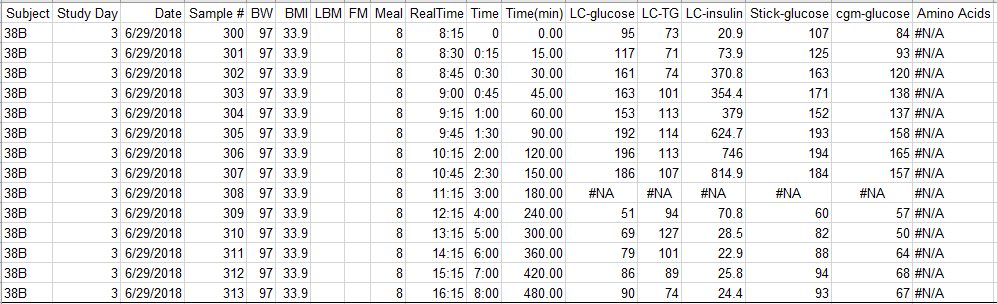 Subject Study Day Date Sample # BW BMI LBM FM Meal RealTime Time Time(min) LC-glucose LC-TG LC-insulin Stick-glucose cgm-glucose Amino Acids
38B 3 6/29/2018 300 97 33.9 8 8:15 0 0.00 95 73 20.9 107 84 #N/A
38B 3 6/29/2018 301 97 33.9 8 8:30 0:15 15.00 117 71 73.9 125 93 #N/A
38B 3 6/29/2018 302 97 33.9 8 8:45 0:30 30.00 161 74 370.8 163 120 #N/A
38B 3 6/29/2018 303 97 33.9 8 9:00 0:45 45.00 163 101 354.4 171 138 #N/A
38B 3 6/29/2018 304 97 33.9 8 9:15 1:00 60.00 153 113 379 152 137 #N/A
38B 3 6/29/2018 305 97 33.9 8 9:45 1:30 90.00 192 114 624.7 193 158 #N/A
38B 3 6/29/2018 306 97 33.9 8 10:15 2:00 120.00 196 113 746 194 165 #N/A
38B 3 6/29/2018 307 97 33.9 8 10:45 2:30 150.00 186 107 814.9 184 157 #N/A
38B 3 6/29/2018 308 97 33.9 8 11:15 3:00 180.00 #NA #NA #NA #NA #NA #N/A
38B 3 6/29/2018 309 97 33.9 8 12:15 4:00 240.00 51 94 70.8 60 57 #N/A
38B 3 6/29/2018 310 97 33.9 8 13:15 5:00 300.00 69 127 28.5 82 50 #N/A
38B 3 6/29/2018 311 97 33.9 8 14:15 6:00 360.00 79 101 22.9 88 64 #N/A
38B 3 6/29/2018 312 97 33.9 8 15:15 7:00 420.00 86 89 25.8 94 68 #N/A
38B 3 6/29/2018 313 97 33.9 8 16:15 8:00 480.00 90 74 24.4 93 67 #N/A